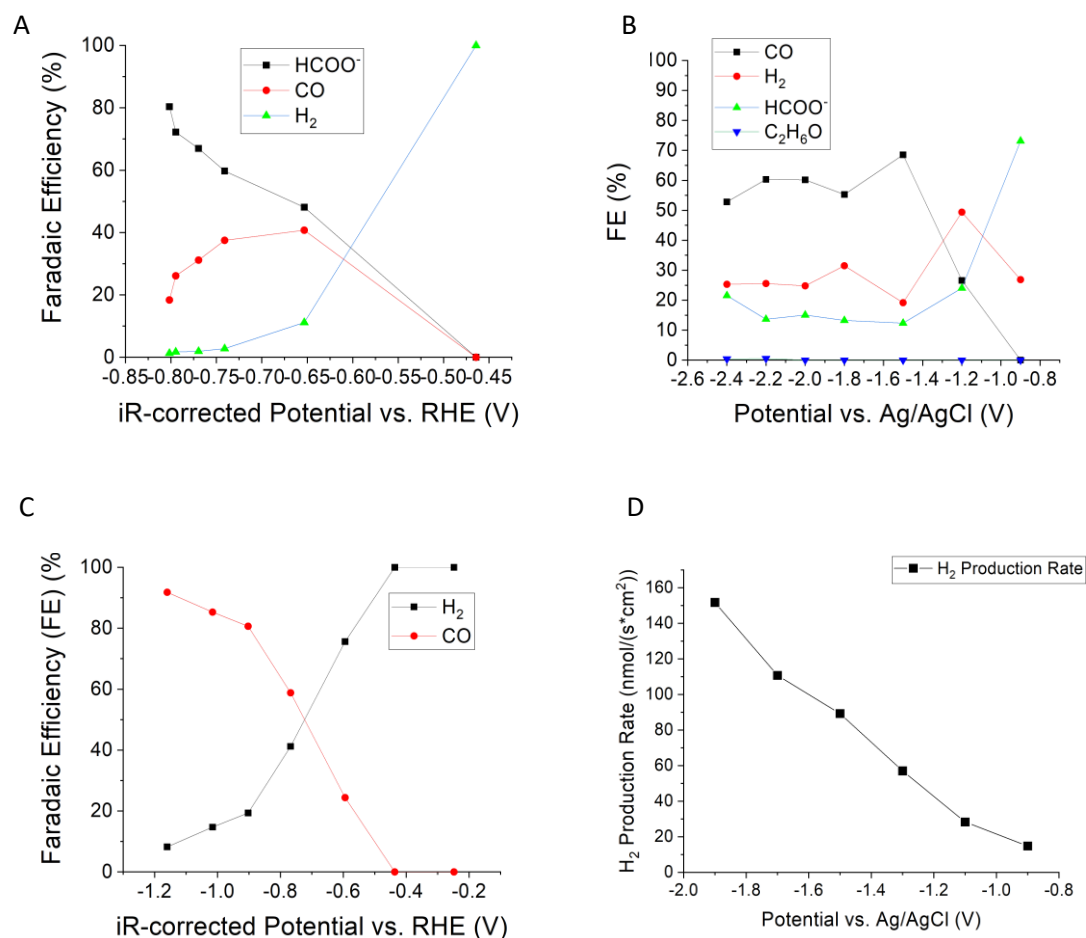 A
Faradaic Efficiency (%)
100
80
60
40
20
0
HCOO⁻
CO
H₂
-0.85 -0.80 -0.75 -0.70 -0.65 -0.60 -0.55 -0.50 -0.45
iR-corrected Potential vs. RHE (V)
B
CO
H₂
HCOO⁻
C₂H₆O
FE (%)
100
90
80
70
60
50
40
30
20
10
0
-2.6 -2.4 -2.2 -2.0 -1.8 -1.6 -1.4 -1.2 -1.0 -0.8
Potential vs. Ag/AgCl (V)
C
Faradaic Efficiency (FE) (%
100
80
60
40
20
0
H₂
CO
-1.2 -1.0 -0.8 -0.6 -0.4 -0.2
iR-corrected Potential vs. RHE (V)
D
H₂ Production Rate
H₂ Production Rate (nmol/(s*cm²))
160
140
120
100
80
60
40
20
0
-2.0 -1.8 -1.6 -1.4 -1.2 -1.0 -0.8
Potential vs. Ag/AgCl (V)